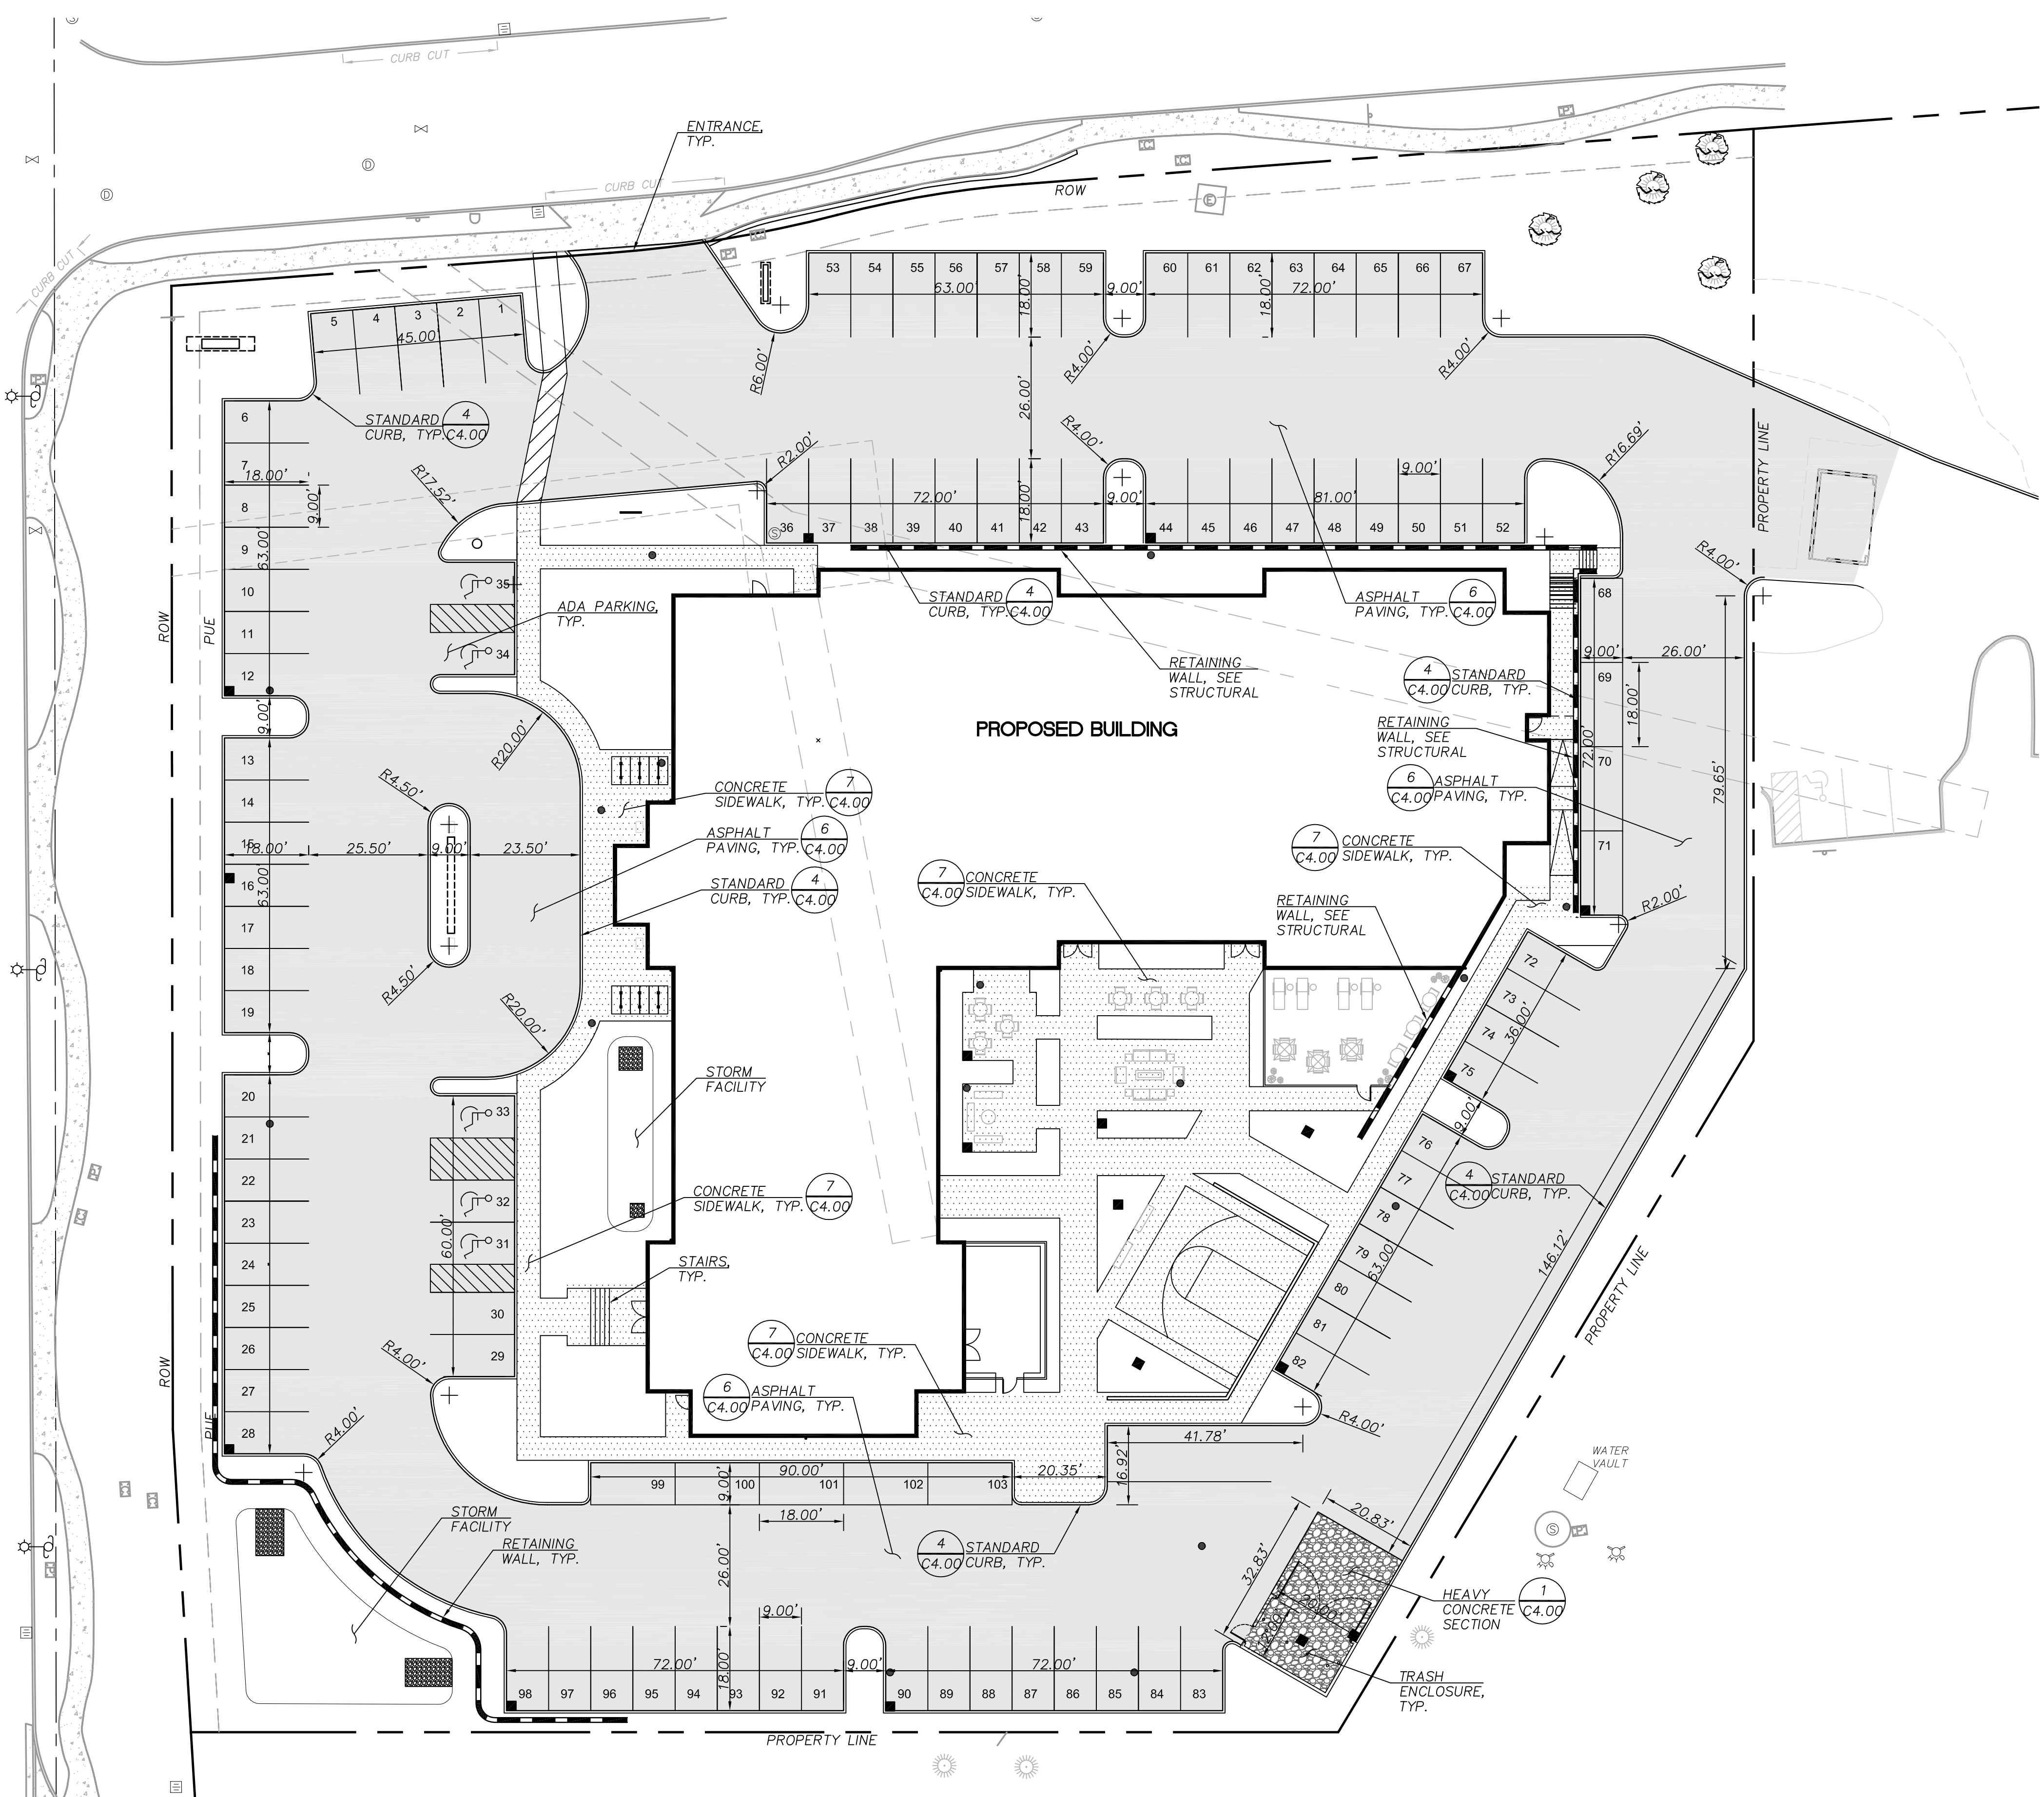 CURB CUT
ENTRANCE,
TYP.
CURB CUT
ROW
CURB CUT
53 54 55 56 57 58 59
60 61 62 63 64 65 66 67
63.00'
18.00'
9.00'
18.00'
72.00'
5 4 3 2 1
45.00'
R6.00'
R4.00'
R4.00'
26.00'
STANDARD
CURB, TYP.
4
C4.00
6
7
18.00'
8
9.00'
63.00'
9
10
11
12
R17.52'
R2.00'
R4.00'
9.00'
R16.69'
72.00'
18.00'
9.00'
81.00'
36 37 38 39 40 41 42 43
44 45 46 47 48 49 50 51 52
S
PROPERTY LINE
R4.00'
ROW
PUE
35
34
ADA PARKING,
TYP.
STANDARD
CURB, TYP.
4
C4.00
ASPHALT
PAVING, TYP.
6
C4.00
RETAINING
WALL, SEE
STRUCTURAL
4
C4.00
STANDARD
CURB, TYP.
68
9.00'
26.00'
69
18.00'
72.00'
70
71
79.65'
RETAINING
WALL, SEE
STRUCTURAL
6
C4.00
ASPHALT
PAVING, TYP.
PROPOSED BUILDING
9.00'
R20.00'
13
14
15
18.00'
25.50'
9.00'
23.50'
16
63.00'
17
18
19
R4.50'
R4.50'
R20.00'
CONCRETE
SIDEWALK, TYP.
7
C4.00
ASPHALT
PAVING, TYP.
6
C4.00
STANDARD
CURB, TYP.
4
C4.00
7
C4.00
CONCRETE
SIDEWALK, TYP.
7
C4.00
CONCRETE
SIDEWALK, TYP.
RETAINING
WALL, SEE
STRUCTURAL
R2.00'
72
73
74
75
36.00'
9.00'
STORM
FACILITY
20
21
22
23
24
25
26
27
28
33
32
31
30
29
60.00'
CONCRETE
SIDEWALK, TYP.
7
C4.00
STAIRS,
TYP.
76
77
78
79
80
81
82
63.00
4
C4.00
STANDARD
CURB, TYP.
146.12'
PROPERTY LINE
ROW
PUE
R4.00'
R4.00'
7
C4.00
CONCRETE
SIDEWALK, TYP.
6
C4.00
ASPHALT
PAVING, TYP.
R4.00'
41.78'
16.92'
90.00'
20.35'
9.00'
99 100 101 102 103
18.00'
WATER
VAULT
S
STORM
FACILITY
RETAINING
WALL, TYP.
4
C4.00
STANDARD
CURB, TYP.
26.00'
9.00'
20.83'
32.83'
20.00'
12.00'
HEAVY
CONCRETE
SECTION
1
C4.00
72.00'
18.00'
9.00'
72.00'
98 97 96 95 94 93 92 91
90 89 88 87 86 85 84 83
TRASH
ENCLOSURE,
TYP.
PROPERTY LINE